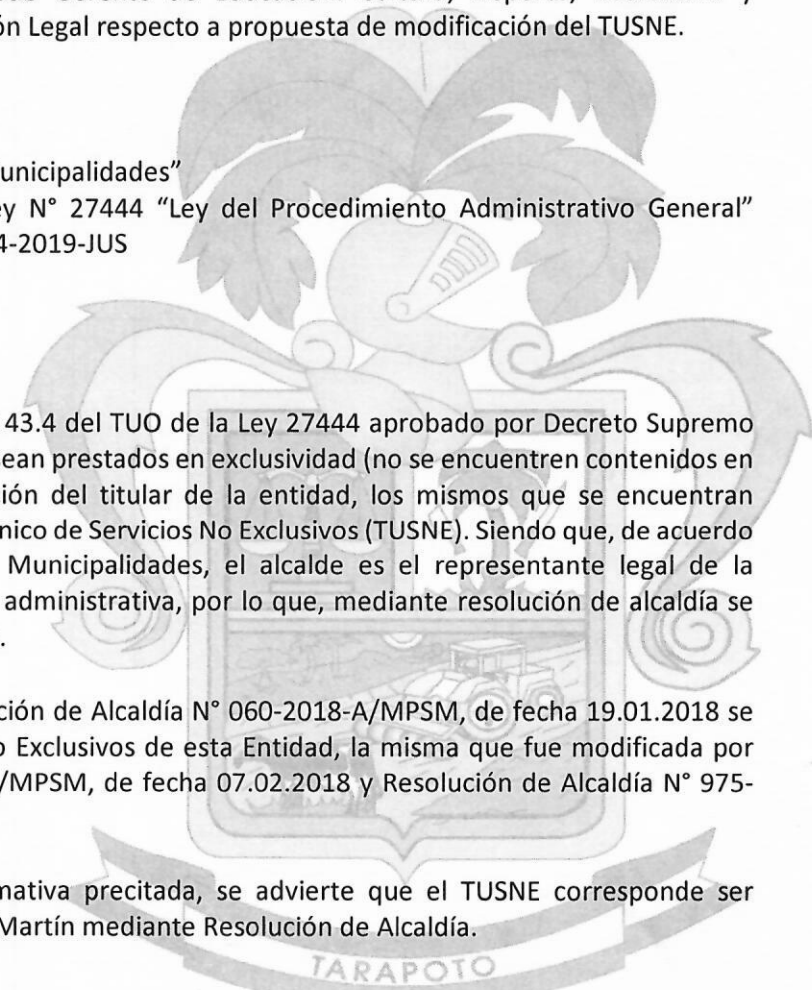 ón Legal respecto a propuesta de modificación del TUSNE.
unicipalidades”
ey N° 27444 “Ley del Procedimiento Administrativo General”
4-2019-JUS
43.4 del TUO de la Ley 27444 aprobado por Decreto Supremo
sean prestados en exclusividad (no se encuentren contenidos en
ción del titular de la entidad, los mismos que se encuentran
nico de Servicios No Exclusivos (TUSNE). Siendo que, de acuerdo
Municipalidades, el alcalde es el representante legal de la
administrativa, por lo que, mediante resolución de alcaldía se
.
ción de Alcaldía N° 060-2018-A/MPSM, de fecha 19.01.2018 se
o Exclusivos de esta Entidad, la misma que fue modificada por
/MPSM, de fecha 07.02.2018 y Resolución de Alcaldía N° 975-
mativa precitada, se advierte que el TUSNE corresponde ser
Martín mediante Resolución de Alcaldía.
TARAPOTO